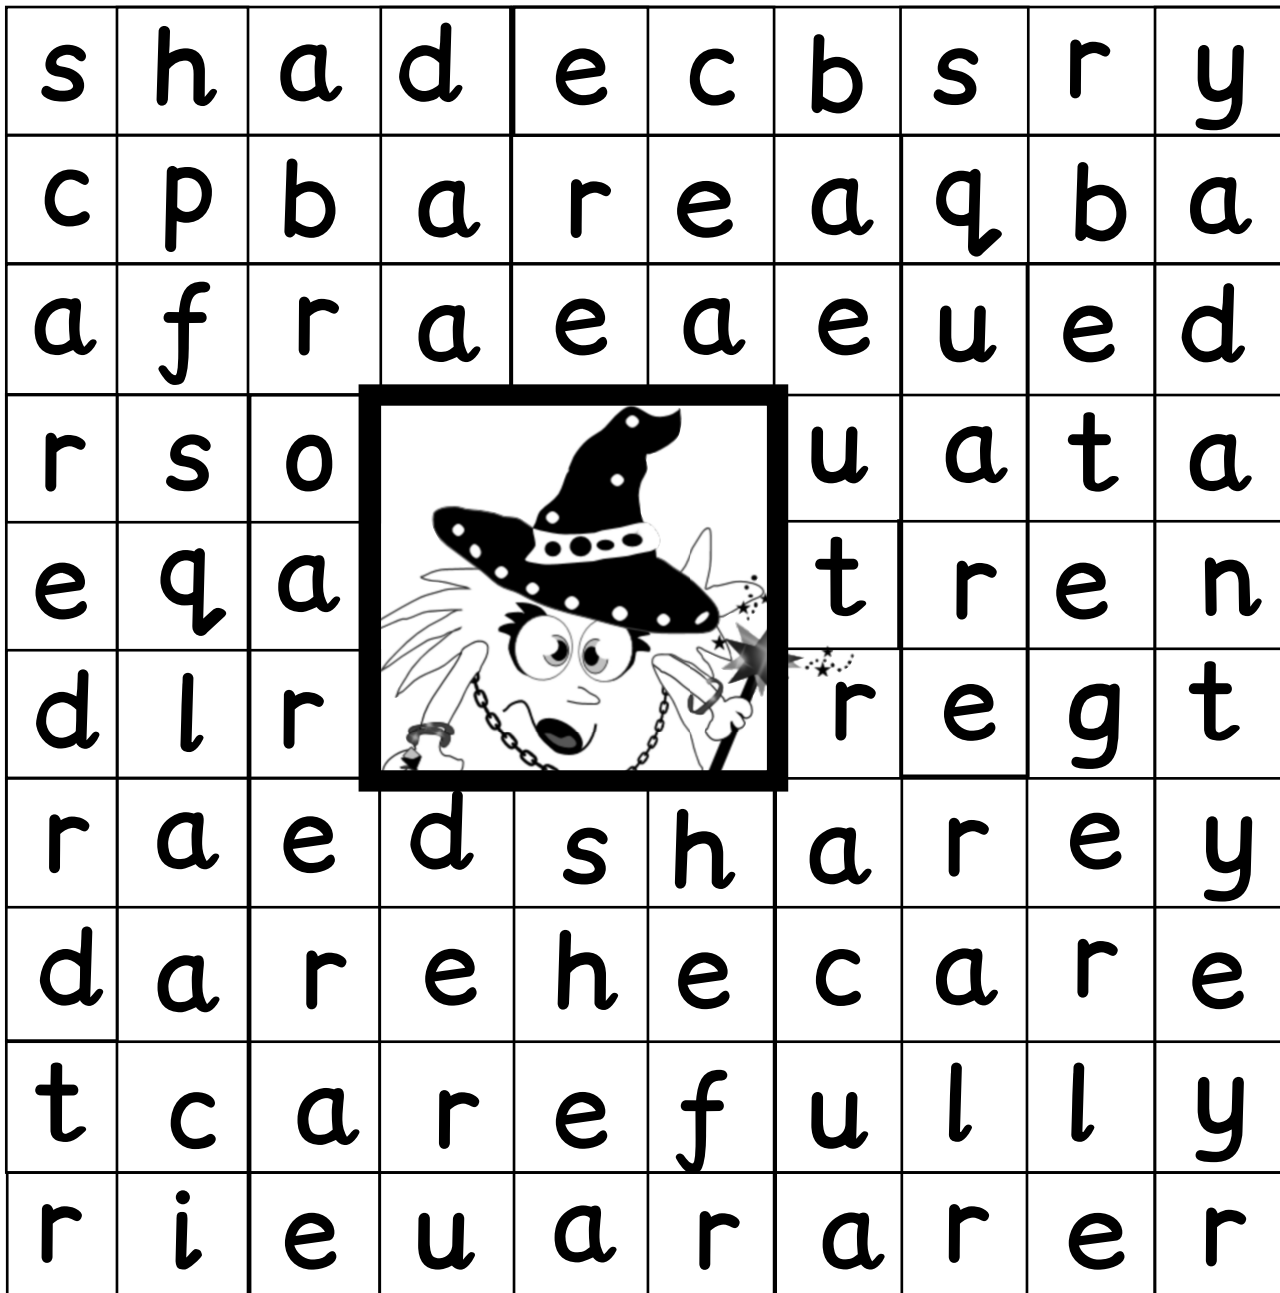 s h a d e c b s r y
c p b a r e a q b a
a f r a e a e u e d
r s o u a t a
e q a t r e n
d l r r e g t
r a e d s h a r e y
d a r e h e c a r e
t c a r e f u l l y
r i e u a r a r e r